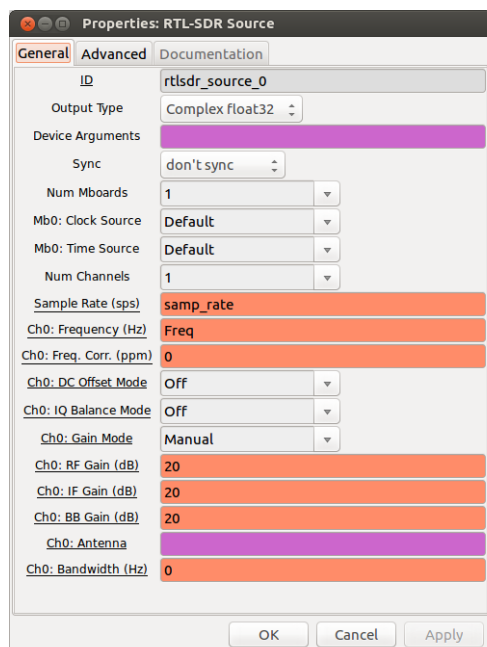 Properties: RTL-SDR Source
General Advanced Documentation
ID rtlsdr_source_0
Output Type Complex float32
Device Arguments
Sync don't sync
Num Mboards 1
Mb0: Clock Source Default
Mb0: Time Source Default
Num Channels 1
Sample Rate (sps) samp_rate
Ch0: Frequency (Hz) Freq
Ch0: Freq. Corr. (ppm) 0
Ch0: DC Offset Mode Off
Ch0: IQ Balance Mode Off
Ch0: Gain Mode Manual
Ch0: RF Gain (dB) 20
Ch0: IF Gain (dB) 20
Ch0: BB Gain (dB) 20
Ch0: Antenna
Ch0: Bandwidth (Hz) 0
OK Cancel Apply